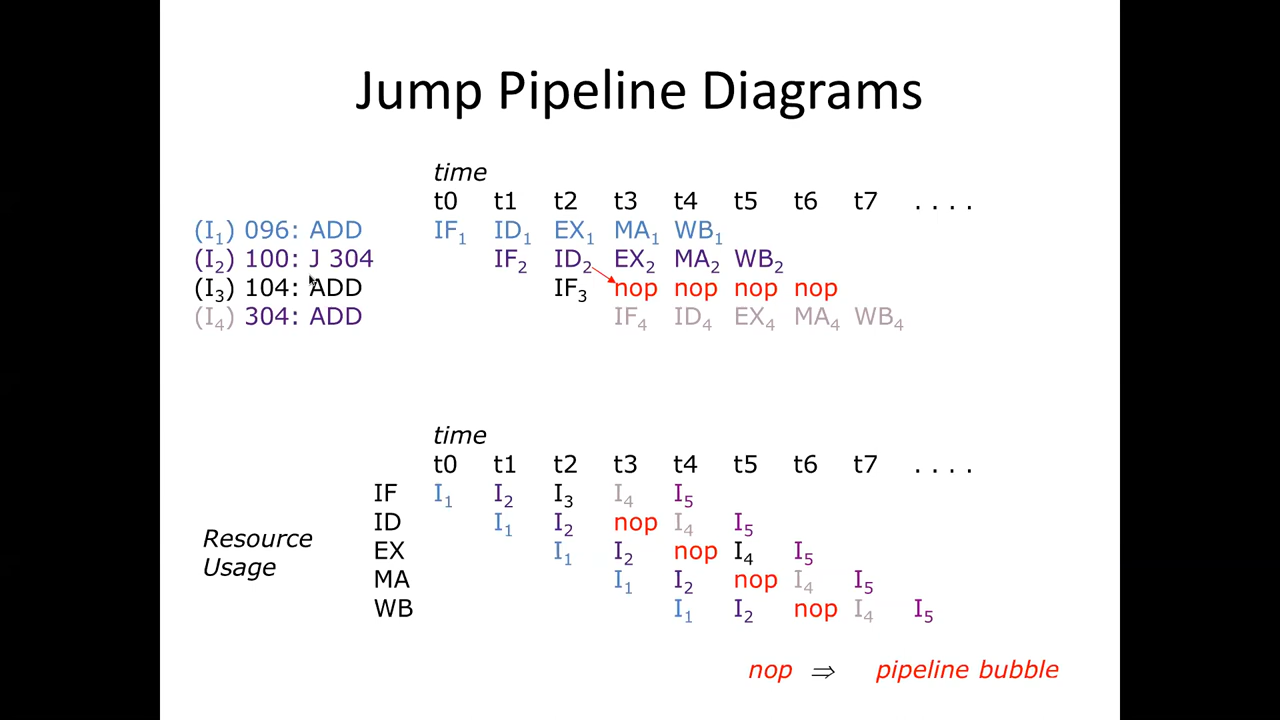 Jump Pipeline Diagrams
time
t0 t1 t2 t3 t4 t5 t6 t7 . . . .
(I1) 096: ADD IF1 ID1 EX1 MA1 WB1
(I2) 100: J 304 IF2 ID2 EX2 MA2 WB2
(I3) 104: ADD IF3 nop nop nop nop
(I4) 304: ADD IF4 ID4 EX4 MA4 WB4
time
t0 t1 t2 t3 t4 t5 t6 t7 . . . .
IF I1 I2 I3 I4 I5
ID I1 I2 nop I4 I5
EX I1 I2 nop I4 I5
MA I1 I2 nop I4 I5
WB I1 I2 nop I4 I5
Resource
Usage
nop ⇒ pipeline bubble